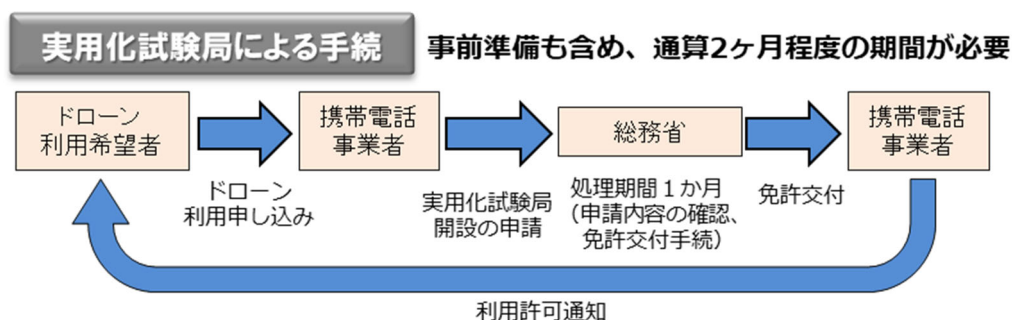 実用化試験局による手続
事前準備も含め、通算2ヶ月程度の期間が必要
ドローン
利用希望者
ドローン
利用申し込み
携帯電話
事業者
実用化試験局
開設の申請
総務省
処理期間１か月
（申請内容の確認、
免許交付手続）
免許交付
携帯電話
事業者
利用許可通知